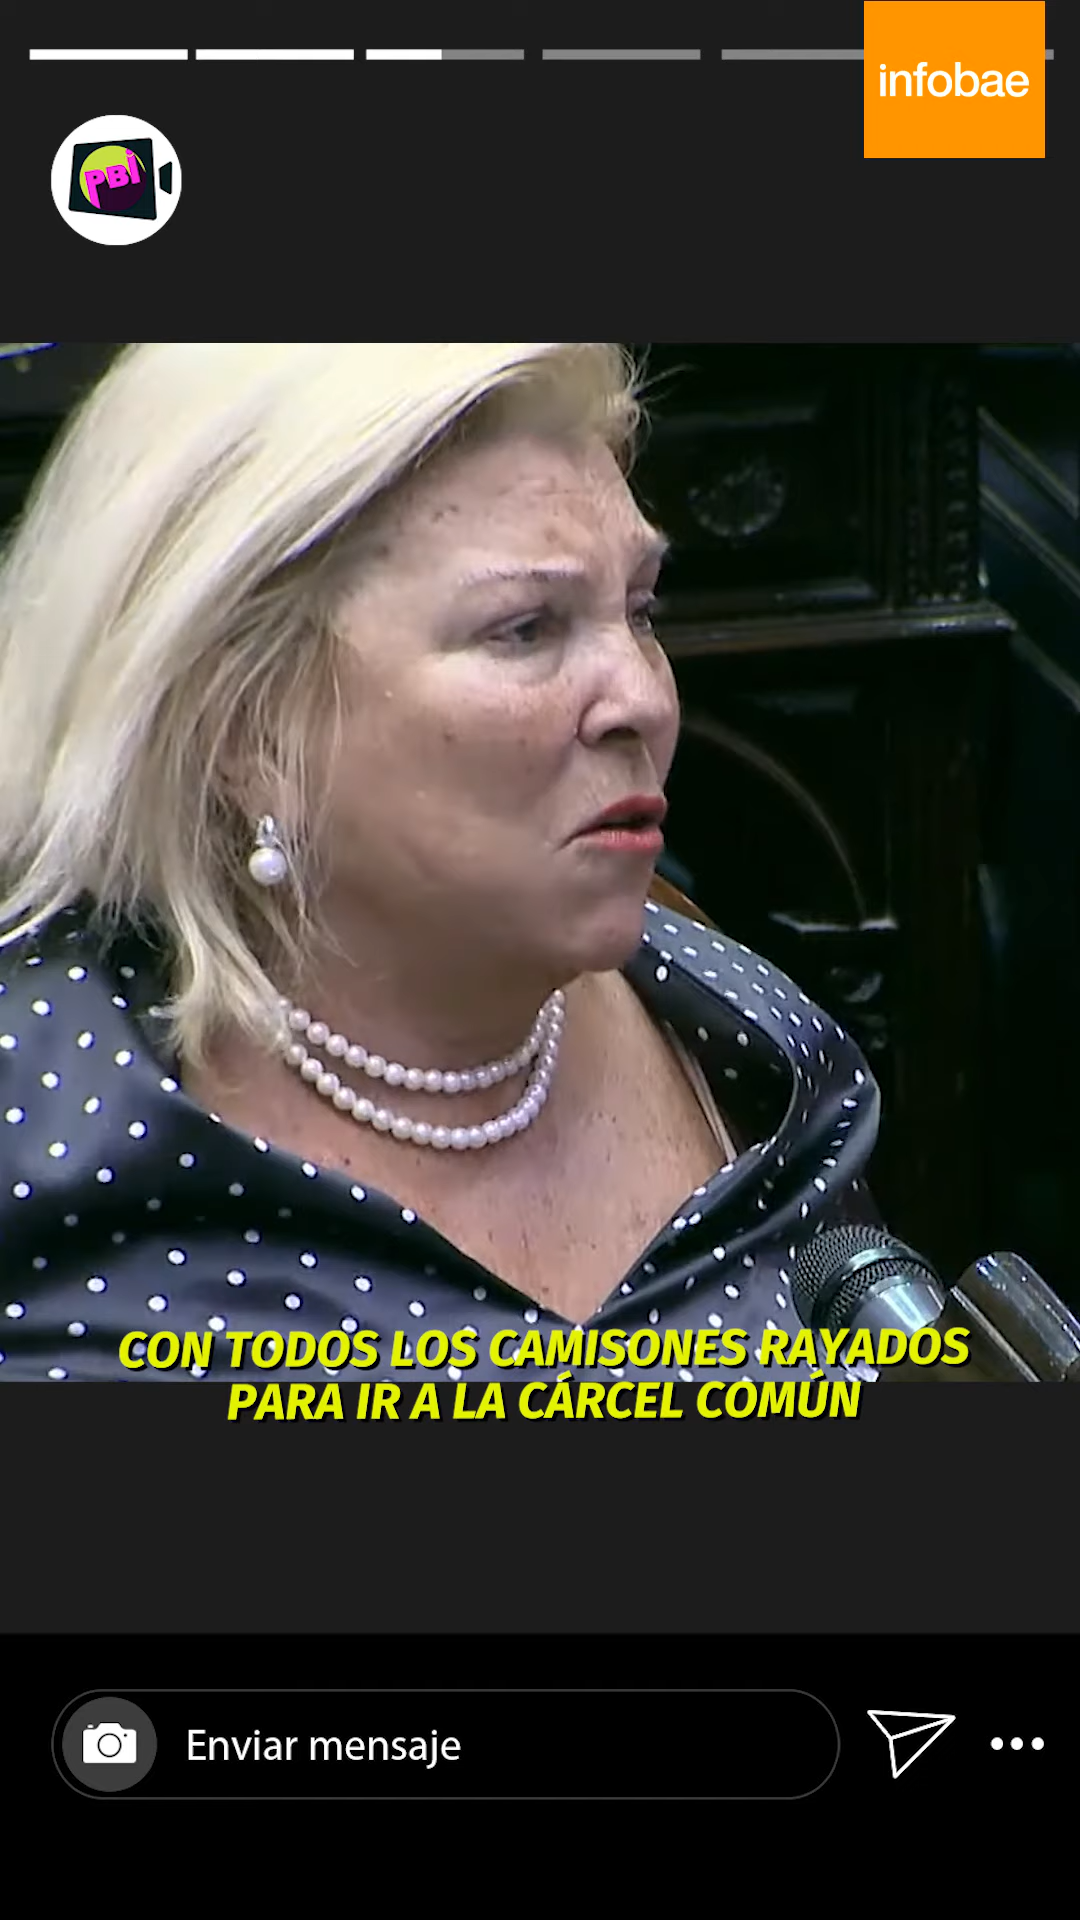 infobae
PBi
CON TODOS LOS CAMISONES RAYADOS
PARA IR A LA CÁRCEL COMÚN
Enviar mensaje